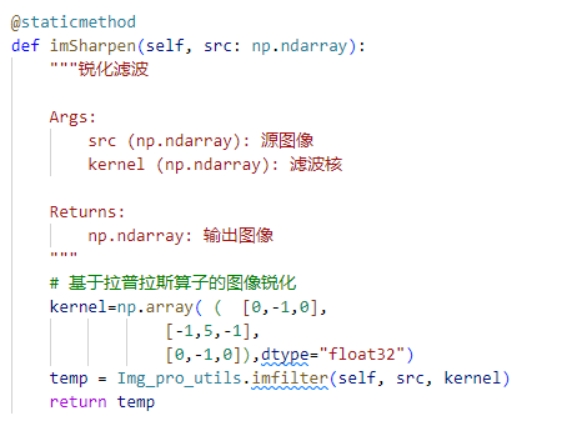 @staticmethod
def imSharpen(self, src: np.ndarray):
"""锐化滤波
Args:
src (np.ndarray): 源图像
kernel (np.ndarray): 滤波核
Returns:
np.ndarray: 输出图像
"""
# 基于拉普拉斯算子的图像锐化
kernel=np.array( (  [0,-1,0],
[-1,5,-1],
[0,-1,0]),dtype="float32")
temp = Img_pro_utils.imfilter(self, src, kernel)
return temp